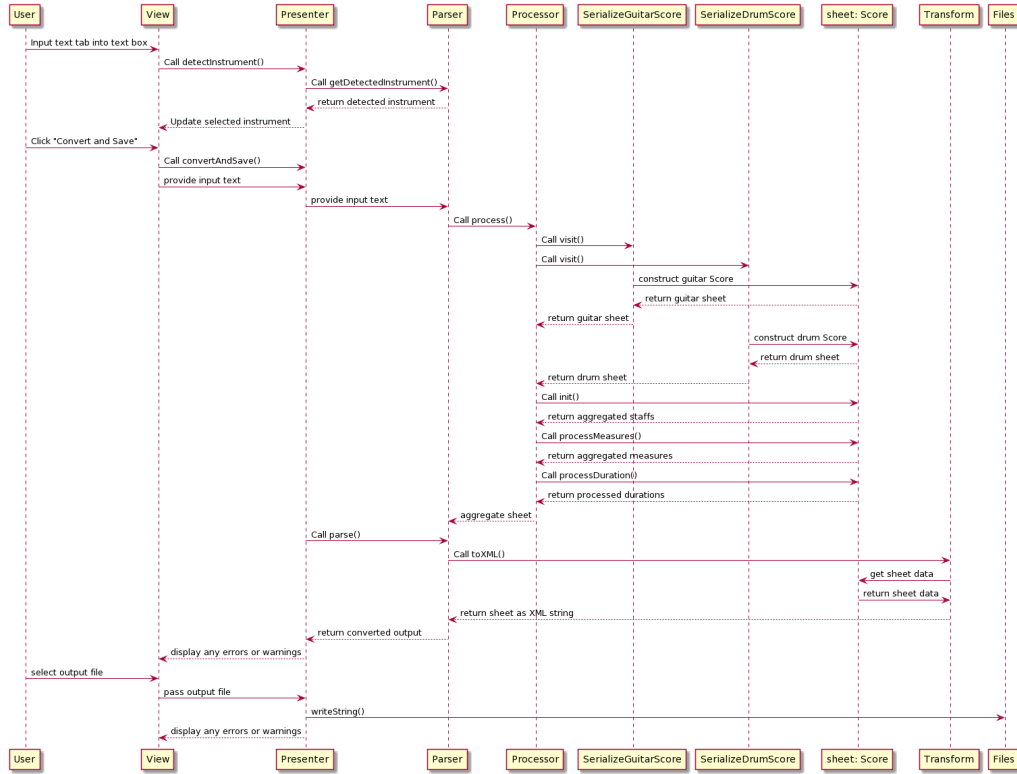 User View Presenter Parser Processor SerializeGuitarScore SerializeDrumScore sheet: Score Transform Files
Input text tab into text box
Call detectInstrument()
Call getDetectedInstrument()
return detected instrument
Update selected instrument
Click "Convert and Save"
Call convertAndSave()
provide input text
provide input text
Call process()
Call visit()
Call visit()
construct guitar Score
return guitar sheet
return guitar sheet
construct drum Score
return drum sheet
return drum sheet
Call init()
return aggregated staffs
Call processMeasures()
return aggregated measures
Call processDuration()
return processed durations
aggregate sheet
Call parse()
Call toXML()
get sheet data
return sheet data
return sheet as XML string
return converted output
display any errors or warnings
select output file
pass output file
writeString()
display any errors or warnings
User View Presenter Parser Processor SerializeGuitarScore SerializeDrumScore sheet: Score Transform Files